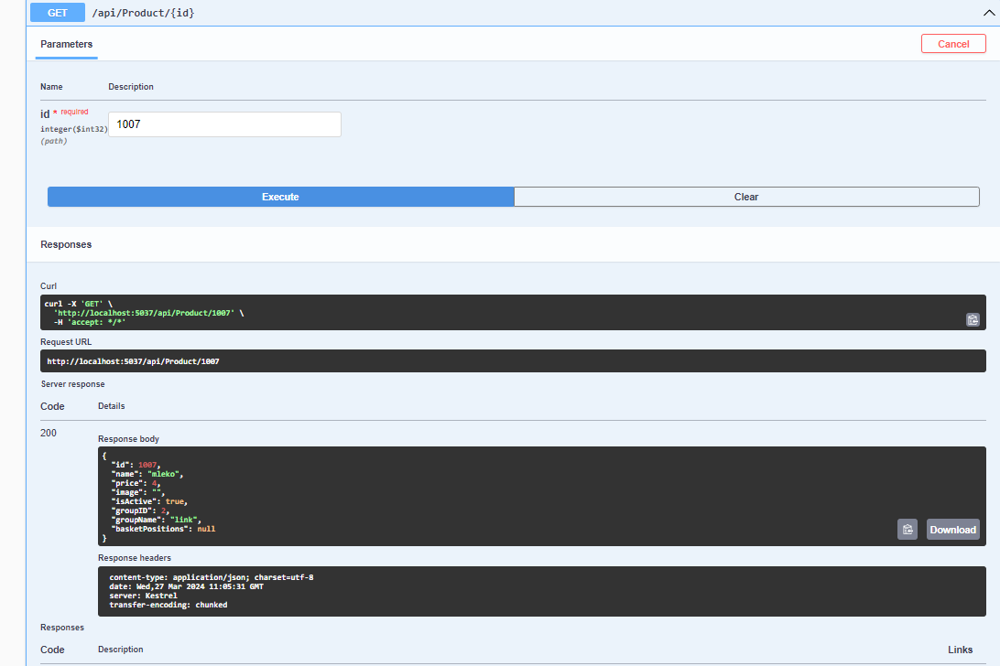 GET /api/Product/{id}
Parameters Cancel
Name Description
id * required
integer($int32)
(path)
1007
Execute Clear
Responses
Curl
curl -X 'GET' \
'http://localhost:5037/api/Product/1007' \
-H 'accept: */*'
Request URL
http://localhost:5037/api/Product/1007
Server response
Code Details
200
Response body
{
"id": 1007,
"name": "mleko",
"price": 4,
"image": "",
"isActive": true,
"groupID": 2,
"groupName": "link",
"basketPositions": null
}
Download
Response headers
content-type: application/json; charset=utf-8
date: Wed,27 Mar 2024 11:05:31 GMT
server: Kestrel
transfer-encoding: chunked
Responses
Code Description Links